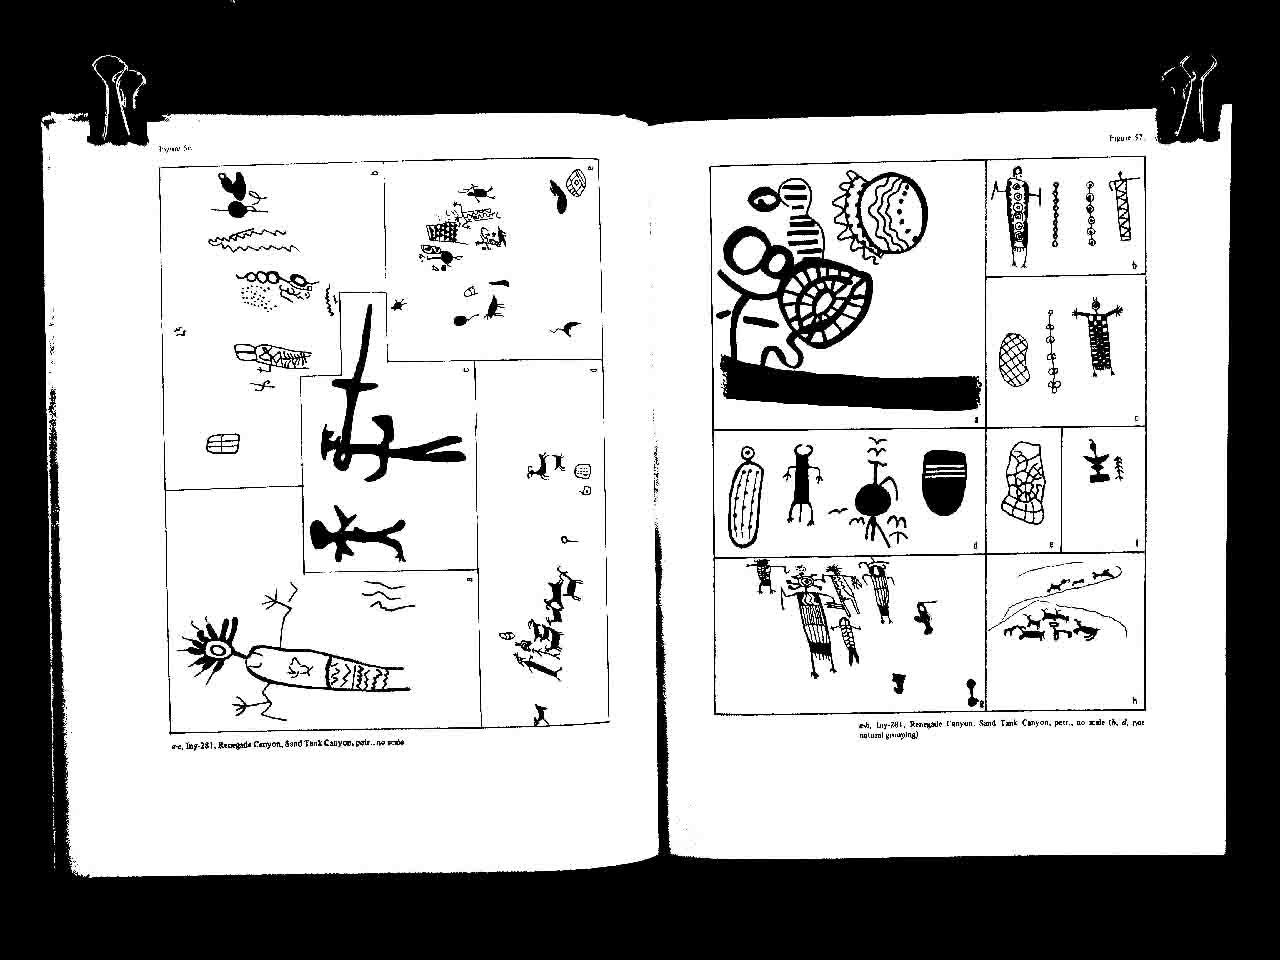 Figure 56.
b
a
c
d
e
a-e, Iny-281, Renegade Canyon, Sand Tank Canyon, petr., no scale
Figure 57.
a
b
c
d
e
f
g
h
a-h, Iny-281, Renegade Canyon, Sand Tank Canyon, petr., no scale (b, d, not
natural grouping)